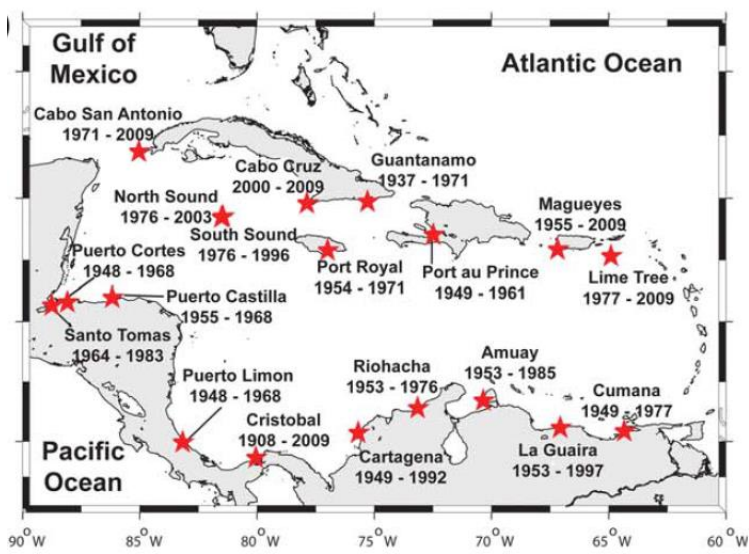 Gulf of
Mexico
Atlantic Ocean
Cabo San Antonio
1971 - 2009
Cabo Cruz
2000 - 2009
Guantanamo
1937 - 1971
North Sound
1976 - 2003
South Sound
1976 - 1996
Magueyes
1955 - 2009
Puerto Cortes
1948 - 1968
Port Royal
1954 - 1971
Port au Prince
1949 - 1961
Lime Tree
1977 - 2009
Puerto Castilla
1955 - 1968
Santo Tomas
1964 - 1983
Puerto Limon
1948 - 1968
Riohacha
1953 - 1976
Amuay
1953 - 1985
Cumana
1949 - 1977
Cristobal
1908 - 2009
Cartagena
1949 - 1992
La Guaira
1953 - 1997
Pacific
Ocean
90° W 85° W 80° W 75° W 70° W 65° W 60° W